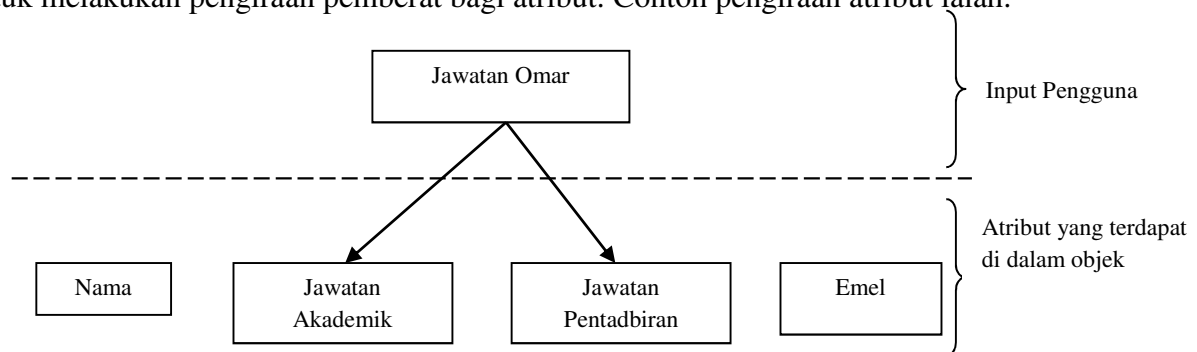 melakukan pengiraan pemberat bagi atribut. Contoh pengiraan atribut ialah:
Jawatan Omar
Input Pengguna
Atribut yang terdapat
di dalam objek
Nama
Jawatan
Akademik
Jawatan
Pentadbiran
Emel